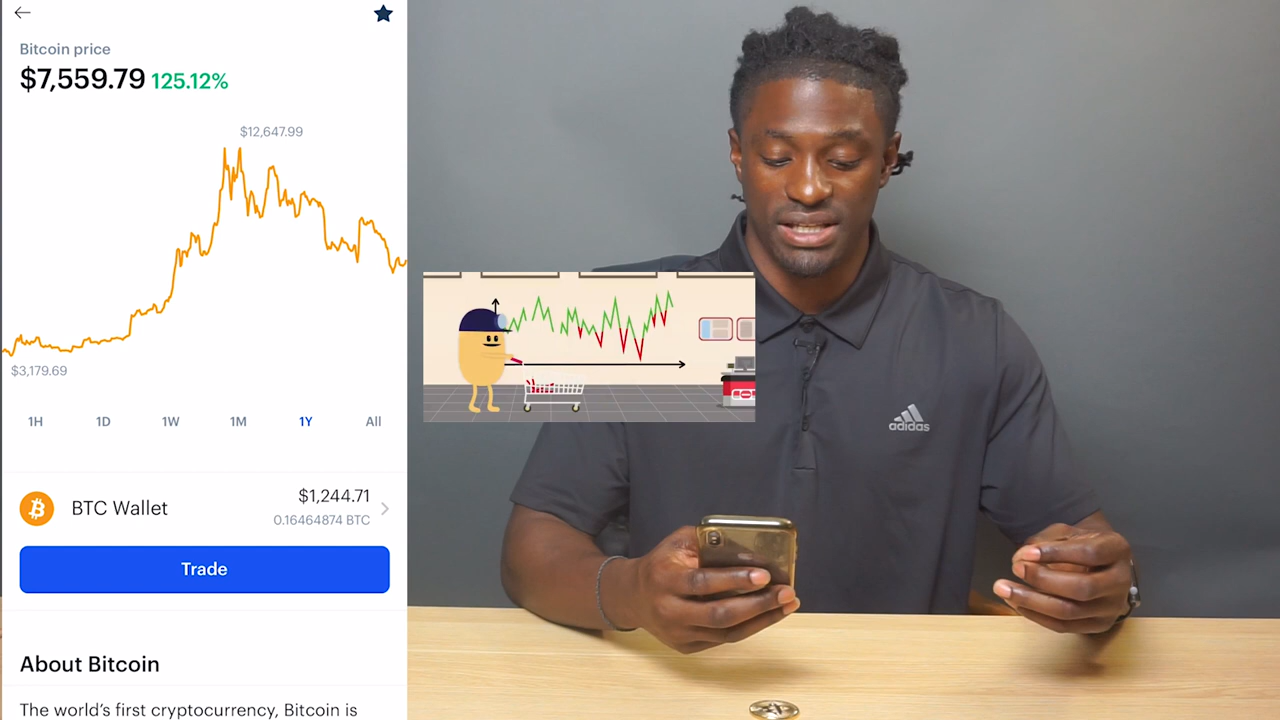 Bitcoin price
$7,559.79 125.12%
$12,647.99
$3,179.69
1H 1D 1W 1M 1Y All
BTC Wallet
$1,244.71
0.16464874 BTC
Trade
About Bitcoin
The world's first cryptocurrency, Bitcoin is
adidas